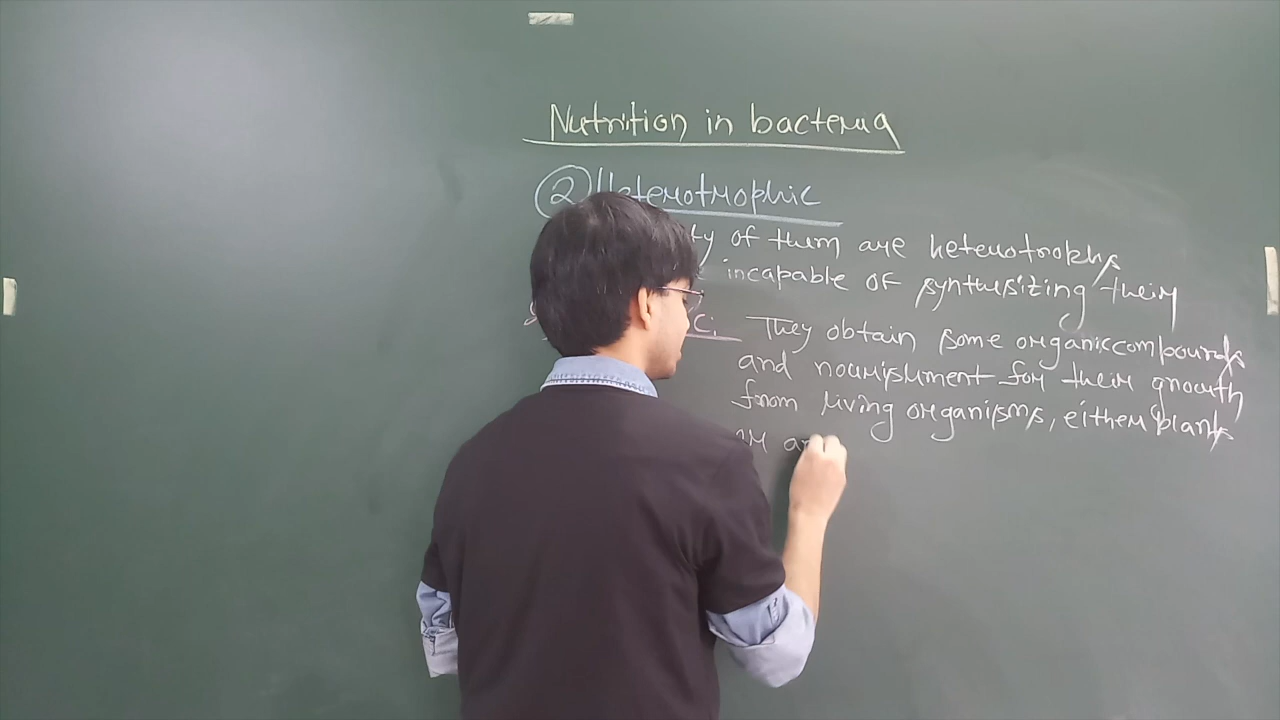 Nutrition in bacteria
② Heterotrophic
of them are heterotrophs
incapable of synthesizing their
They obtain some organic compounds
and nourishment for their growth
from living organisms, either plants
or